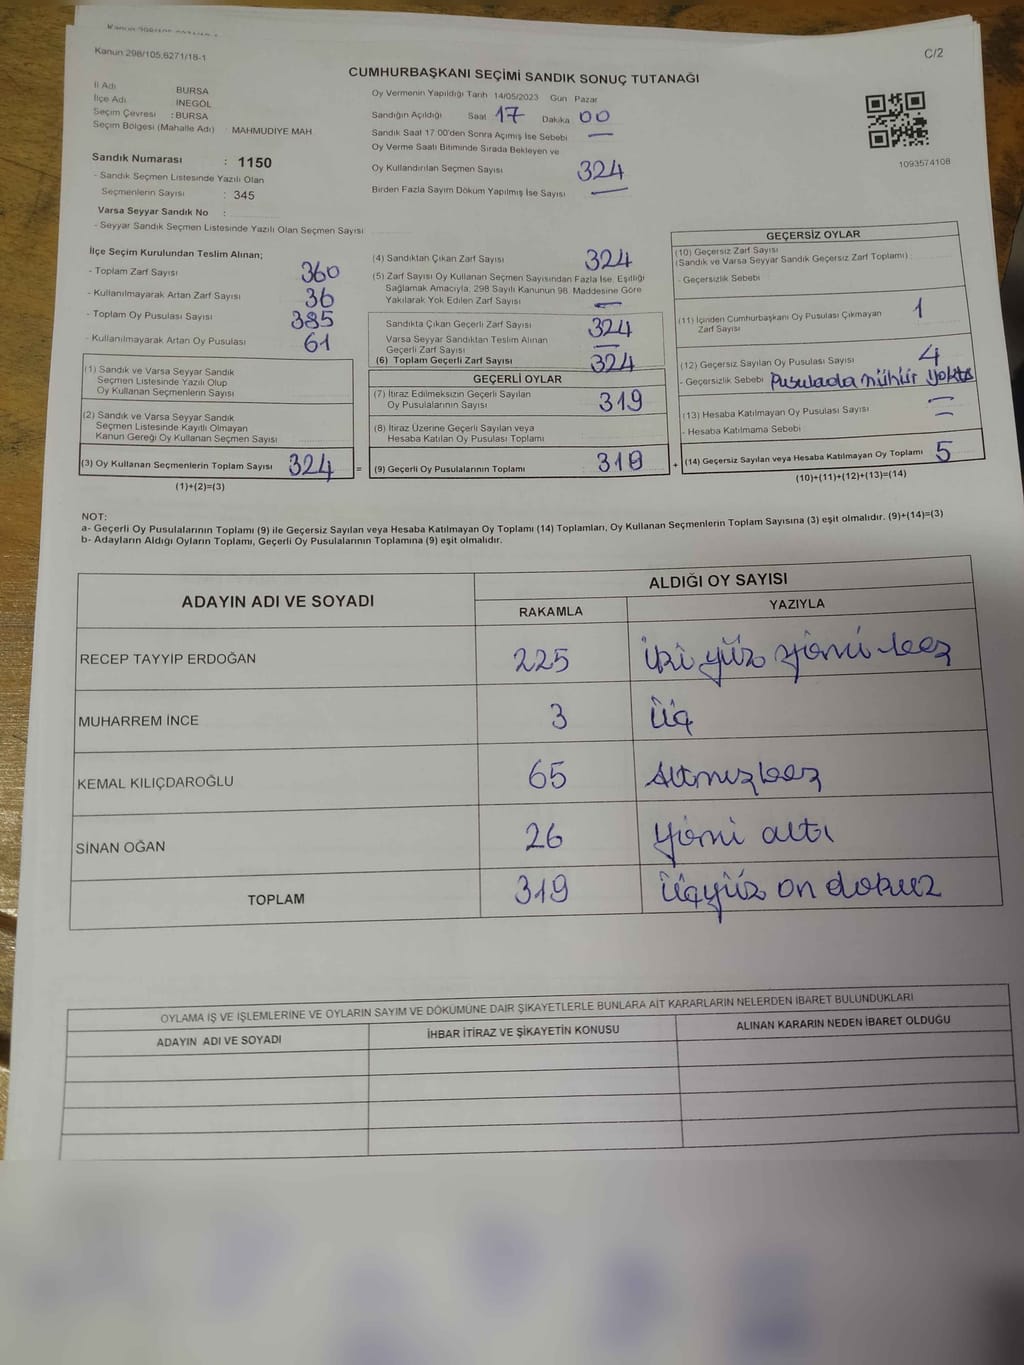 Kanun 298/105;6271/18-1
C/2
CUMHURBAŞKANI SEÇİMİ SANDIK SONUÇ TUTANAĞI
İl Adı BURSA
İlçe Adı İNEGÖL
Seçim Çevresi : BURSA
Seçim Bölgesi (Mahalle Adı) : MAHMUDİYE MAH.
Sandık Numarası : 1150
- Sandık Seçmen Listesinde Yazılı Olan
Seçmenlerin Sayısı : 345
Varsa Seyyar Sandık No :
- Seyyar Sandık Seçmen Listesinde Yazılı Olan Seçmen Sayısı
Oy Vermenin Yapıldığı Tarih 14/05/2023 Gün Pazar
Sandığın Açıldığı Saat 17 Dakika 00
Sandık Saat 17.00'den Sonra Açımış İse Sebebi —
Oy Verme Saati Bitiminde Sırada Bekleyen ve
Oy Kullandırılan Seçmen Sayısı 324
Birden Fazla Sayım Döküm Yapılmış İse Sayısı —
1093574108
İlçe Seçim Kurulundan Teslim Alınan;
- Toplam Zarf Sayısı 360
- Kullanılmayarak Artan Zarf Sayısı 36
- Toplam Oy Pusulası Sayısı 385
- Kullanılmayarak Artan Oy Pusulası 61
(1) Sandık ve Varsa Seyyar Sandık
Seçmen Listesinde Yazılı Olup
Oy Kullanan Seçmenlerin Sayısı
(2) Sandık ve Varsa Seyyar Sandık
Seçmen Listesinde Kayıtlı Olmayan
Kanun Gereği Oy Kullanan Seçmen Sayısı
(3) Oy Kullanan Seçmenlerin Toplam Sayısı 324 =
(1)+(2)=(3)
(4) Sandıktan Çıkan Zarf Sayısı 324
(5) Zarf Sayısı Oy Kullanan Seçmen Sayısından Fazla İse, Eşitliği
Sağlamak Amacıyla, 298 Sayılı Kanunun 98. Maddesine Göre
Yakılarak Yok Edilen Zarf Sayısı —
Sandıkta Çıkan Geçerli Zarf Sayısı 324
Varsa Seyyar Sandıktan Teslim Alınan
Geçerli Zarf Sayısı —
(6) Toplam Geçerli Zarf Sayısı 324
GEÇERLİ OYLAR
(7) İtiraz Edilmeksizin Geçerli Sayılan
Oy Pusulalarının Sayısı 319
(8) İtiraz Üzerine Geçerli Sayılan veya
Hesaba Katılan Oy Pusulası Toplamı
(9) Geçerli Oy Pusulalarının Toplamı 319 +
GEÇERSİZ OYLAR
(10) Geçersiz Zarf Sayısı
(Sandık ve Varsa Seyyar Sandık Geçersiz Zarf Toplamı)
- Geçersizlik Sebebi
(11) İçinden Cumhurbaşkanı Oy Pusulası Çıkmayan
Zarf Sayısı 1
(12) Geçersiz Sayılan Oy Pusulası Sayısı 4
- Geçersizlik Sebebi Pusulada mühür yoktu
(13) Hesaba Katılmayan Oy Pusulası Sayısı —
- Hesaba Katılmama Sebebi —
(14) Geçersiz Sayılan veya Hesaba Katılmayan Oy Toplamı 5
(10)+(11)+(12)+(13)=(14)
NOT:
a- Geçerli Oy Pusulalarının Toplamı (9) ile Geçersiz Sayılan veya Hesaba Katılmayan Oy Toplamı (14) Toplamları, Oy Kullanan Seçmenlerin Toplam Sayısına (3) eşit olmalıdır. (9)+(14)=(3)
b- Adayların Aldığı Oyların Toplamı, Geçerli Oy Pusulalarının Toplamına (9) eşit olmalıdır.
ADAYIN ADI VE SOYADI
ALDIĞI OY SAYISI
RAKAMLA YAZIYLA
RECEP TAYYİP ERDOĞAN 225 iki yüz yirmi beş
MUHARREM İNCE 3 üç
KEMAL KILIÇDAROĞLU 65 Altmışbeş
SİNAN OĞAN 26 yirmi altı
TOPLAM 319 üçyüz on dokuz
OYLAMA İŞ VE İŞLEMLERİNE VE OYLARIN SAYIM VE DÖKÜMÜNE DAİR ŞİKAYETLERLE BUNLARA AİT KARARLARIN NELERDEN İBARET BULUNDUKLARI
ADAYIN ADI VE SOYADI İHBAR İTİRAZ VE ŞİKAYETİN KONUSU ALINAN KARARIN NEDEN İBARET OLDUĞU